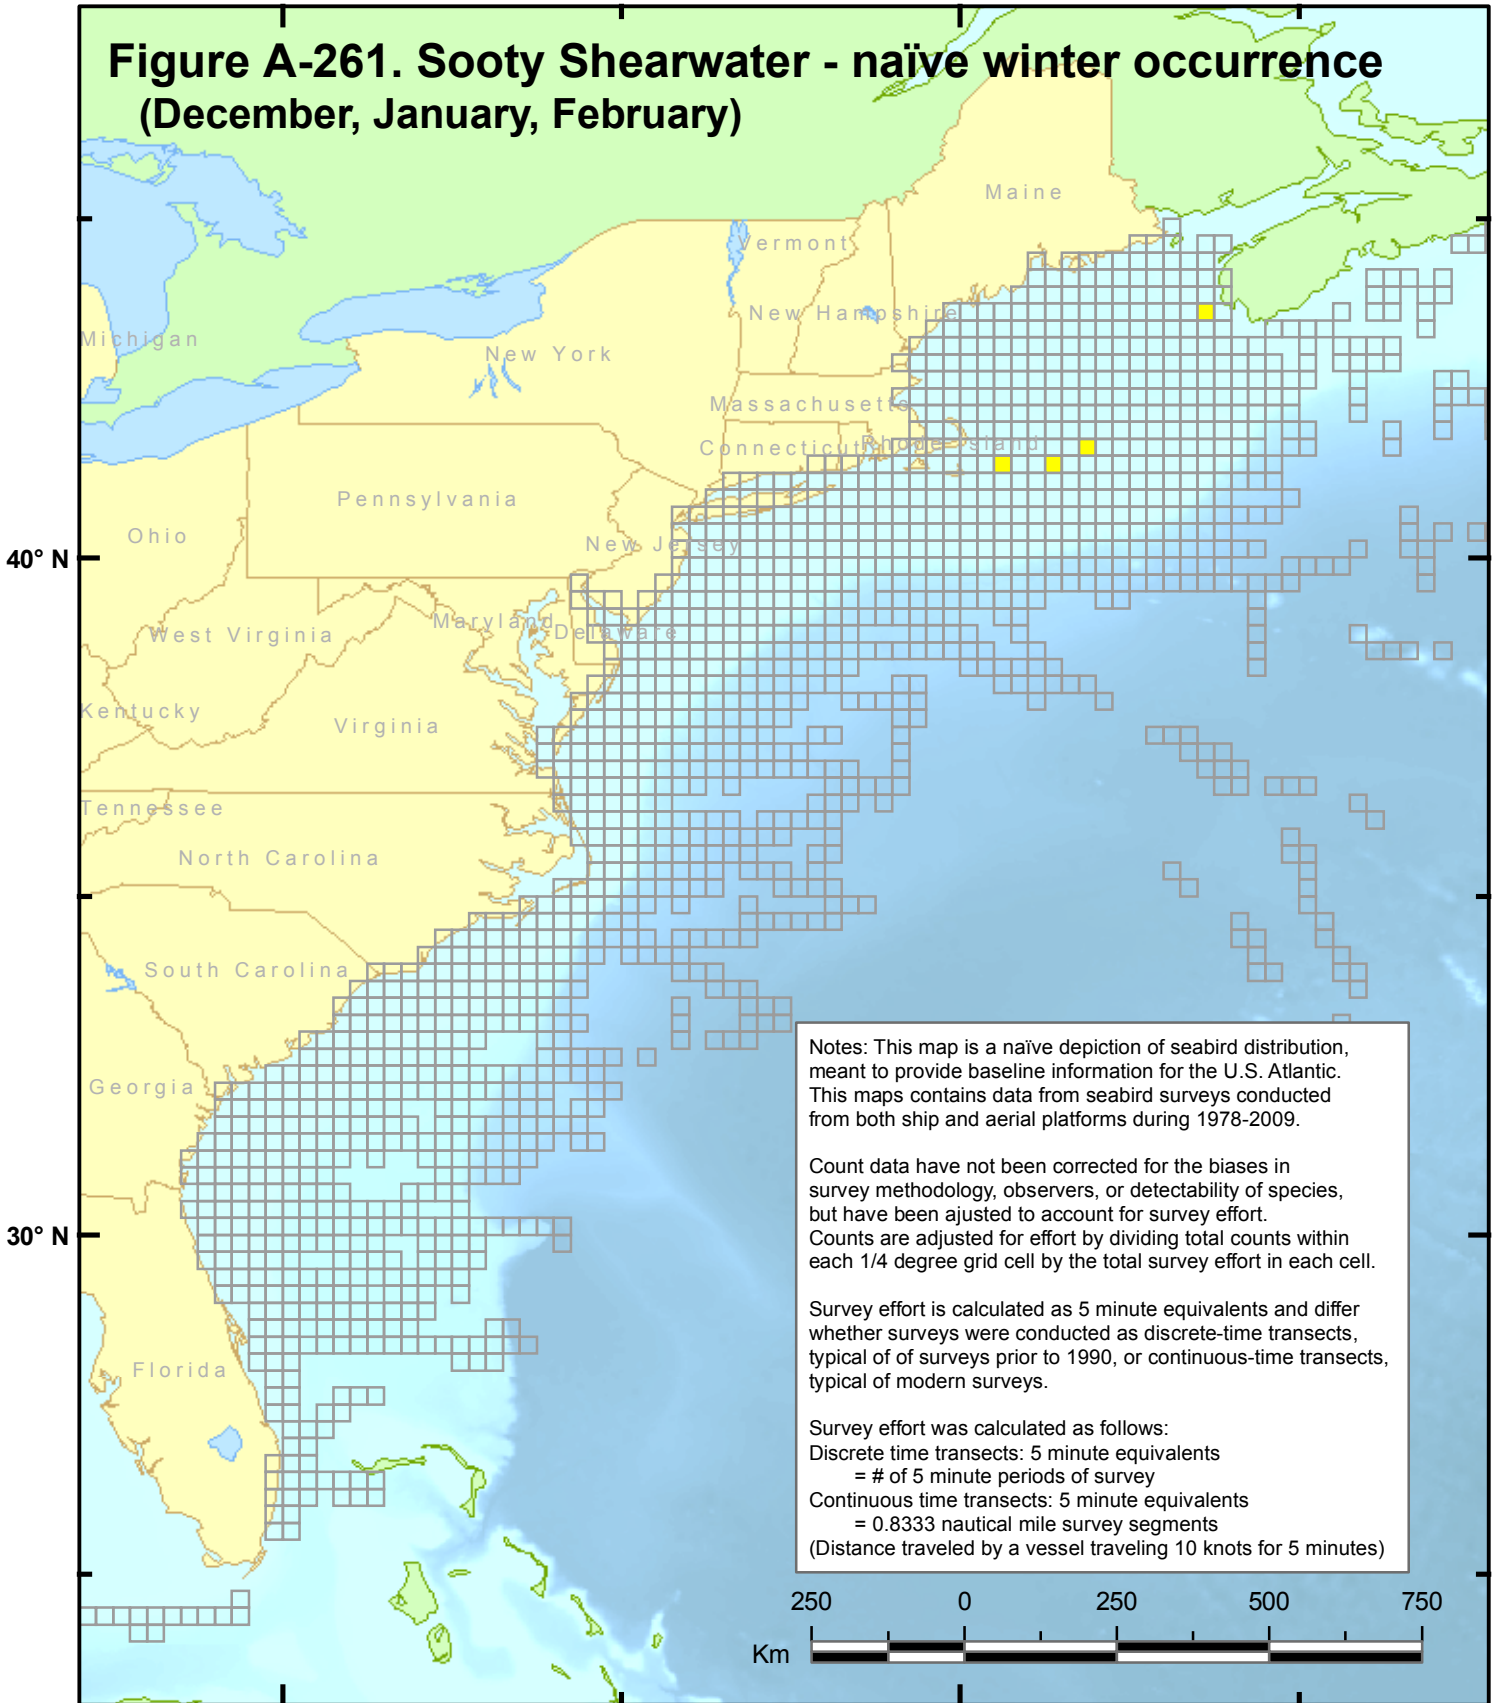 Figure A-261. Sooty Shearwater - naïve winter occurrence
(December, January, February)
Maine
Vermont
New Hampshire
Michigan
New York
Massachusetts
Connecticut
Rhode Island
Pennsylvania
Ohio
New Jersey
40° N
West Virginia
Maryland
Delaware
Kentucky
Virginia
Tennessee
North Carolina
South Carolina
Georgia
30° N
Florida
Notes: This map is a naïve depiction of seabird distribution,
meant to provide baseline information for the U.S. Atlantic.
This maps contains data from seabird surveys conducted
from both ship and aerial platforms during 1978-2009.
Count data have not been corrected for the biases in
survey methodology, observers, or detectability of species,
but have been ajusted to account for survey effort.
Counts are adjusted for effort by dividing total counts within
each 1/4 degree grid cell by the total survey effort in each cell.
Survey effort is calculated as 5 minute equivalents and differ
whether surveys were conducted as discrete-time transects,
typical of of surveys prior to 1990, or continuous-time transects,
typical of modern surveys.
Survey effort was calculated as follows:
Discrete time transects: 5 minute equivalents
= # of 5 minute periods of survey
Continuous time transects: 5 minute equivalents
= 0.8333 nautical mile survey segments
(Distance traveled by a vessel traveling 10 knots for 5 minutes)
250 0 250 500 750
Km